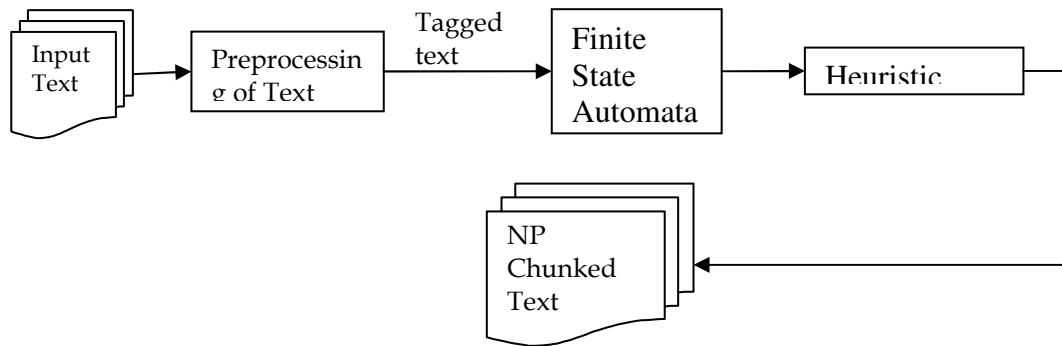 Input
Text
Preprocessin
g of Text
Tagged
text
Finite
State
Automata
Heuristic
NP
Chunked
Text